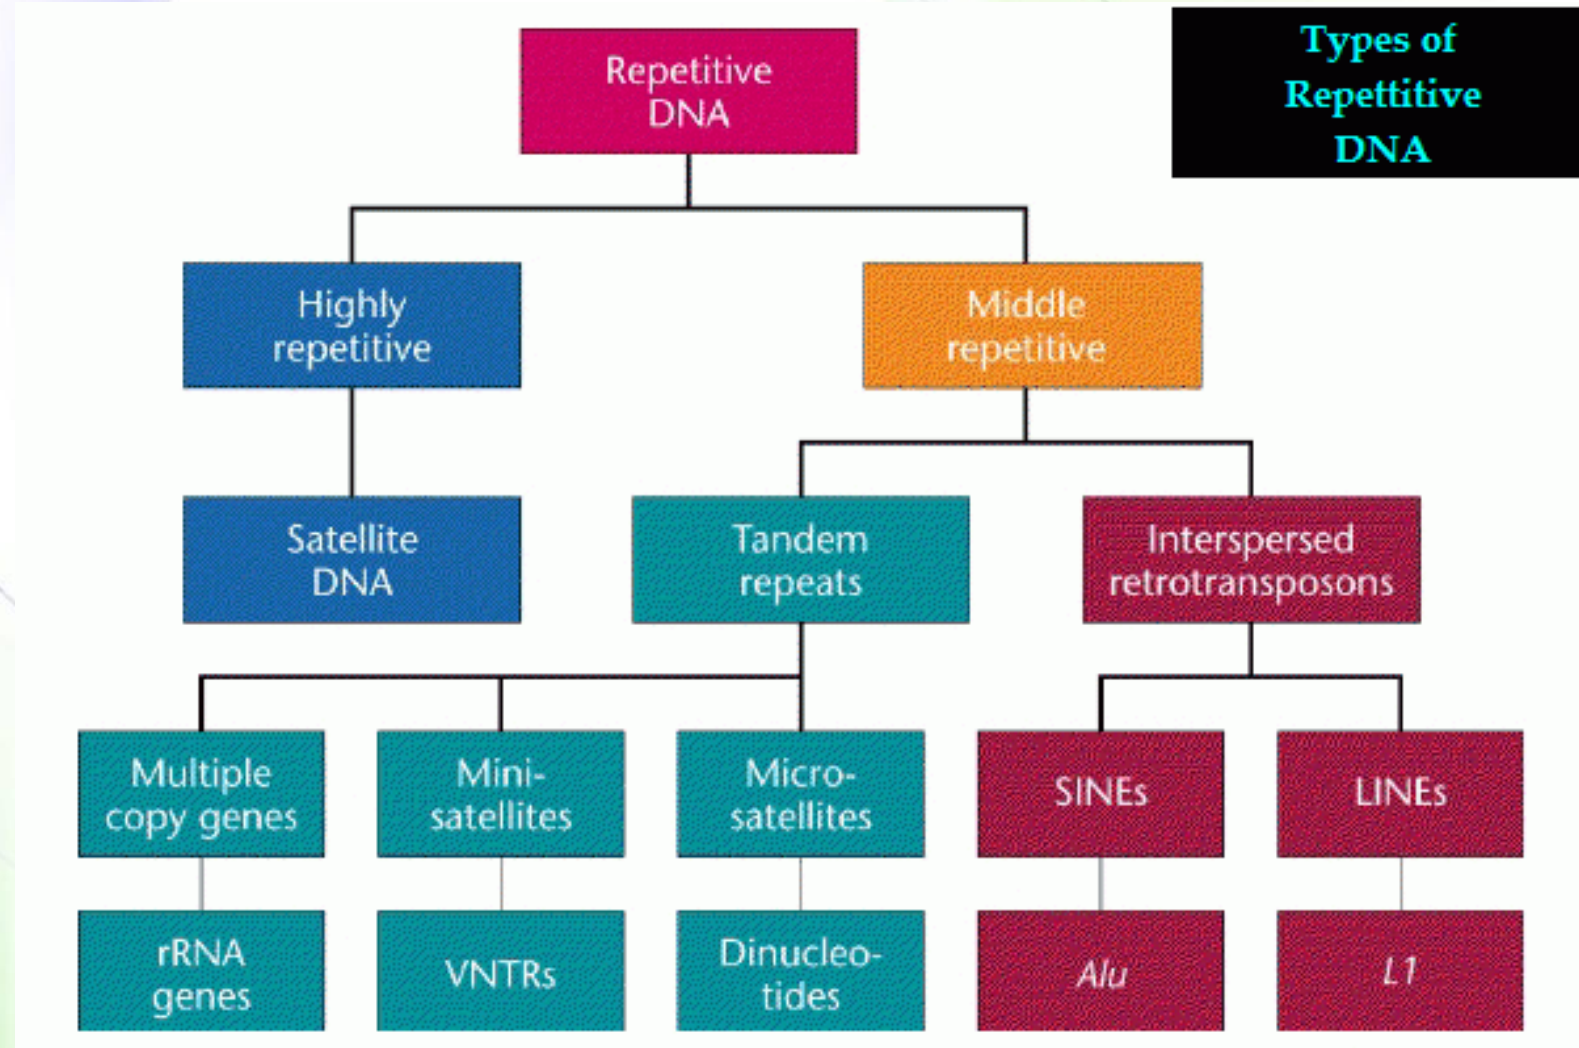 Types of
Repettitive
DNA
Repetitive
DNA
Highly
repetitive
Middle
repetitive
Satellite
DNA
Tandem
repeats
Interspersed
retrotransposons
Multiple
copy genes
Mini-
satellites
Micro-
satellites
SINEs
LINEs
rRNA
genes
VNTRs
Dinucleo-
tides
Alu
L1